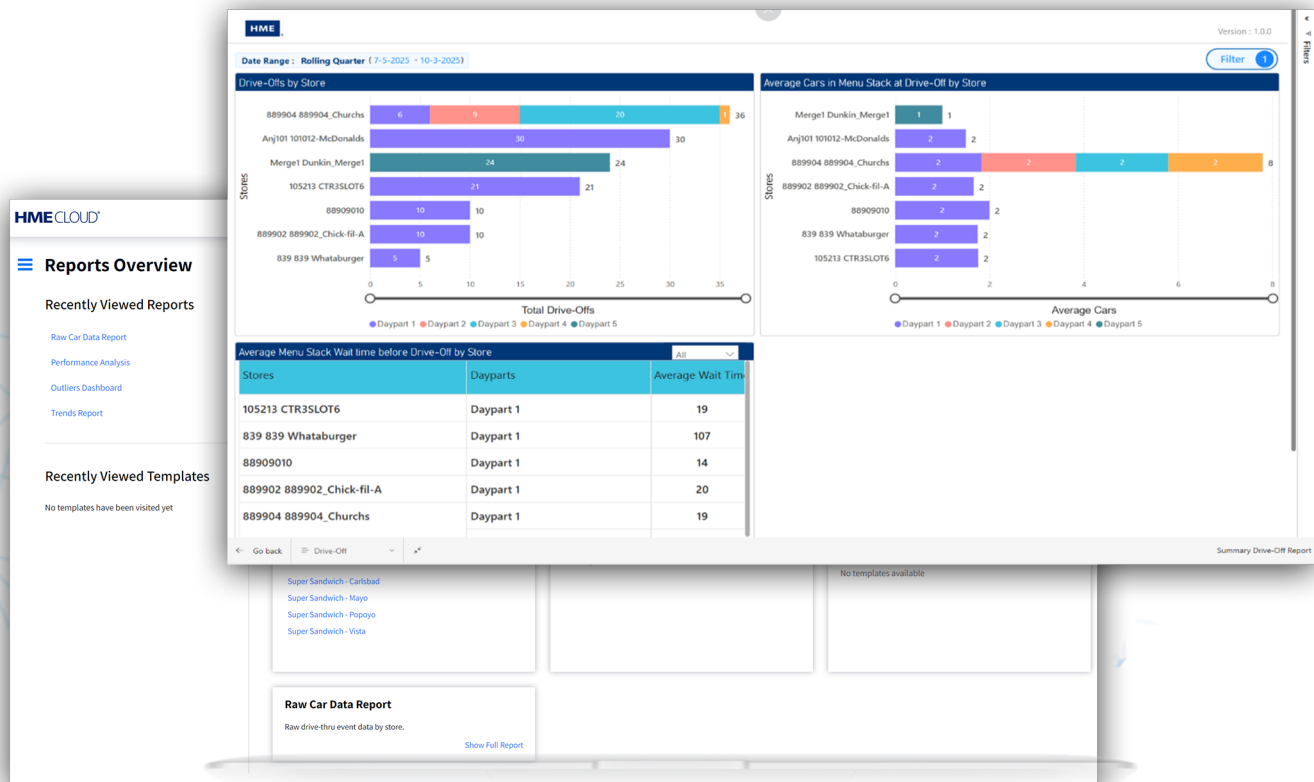 HME
Version : 1.0.0
Date Range : Rolling Quarter ( 7-5-2025 - 10-3-2025)
Filter 1
Filters
Drive-Offs by Store
889904 889904_Churchs 6 9 20 1 36
Anj101 101012-McDonalds 30 30
Merge1 Dunkin_Merge1 24 24
105213 CTR3SLOT6 21 21
88909010 10 10
889902 889902_Chick-fil-A 10 10
839 839 Whataburger 5 5
Stores
0 5 10 15 20 25 30 35
Total Drive-Offs
Daypart 1 Daypart 2 Daypart 3 Daypart 4 Daypart 5
Average Cars in Menu Stack at Drive-Off by Store
Merge1 Dunkin_Merge1 1 1
Anj101 101012-McDonalds 2 2
889904 889904_Churchs 2 2 2 2 8
889902 889902_Chick-fil-A 2 2
88909010 2 2
839 839 Whataburger 2 2
105213 CTR3SLOT6 2 2
Stores
0 2 4 6 8
Average Cars
Daypart 1 Daypart 2 Daypart 3 Daypart 4 Daypart 5
Average Menu Stack Wait time before Drive-Off by Store
All
Stores Dayparts Average Wait Tim
105213 CTR3SLOT6 Daypart 1 19
839 839 Whataburger Daypart 1 107
88909010 Daypart 1 14
889902 889902_Chick-fil-A Daypart 1 20
889904 889904_Churchs Daypart 1 19
Go back Drive-Off
Summary Drive-Off Report
HME CLOUD®
Reports Overview
Recently Viewed Reports
Raw Car Data Report
Performance Analysis
Outliers Dashboard
Trends Report
Recently Viewed Templates
No templates have been visited yet
Super Sandwich - Carlsbad
Super Sandwich - Mayo
Super Sandwich - Popoyo
Super Sandwich - Vista
No templates available
Raw Car Data Report
Raw drive-thru event data by store.
Show Full Report